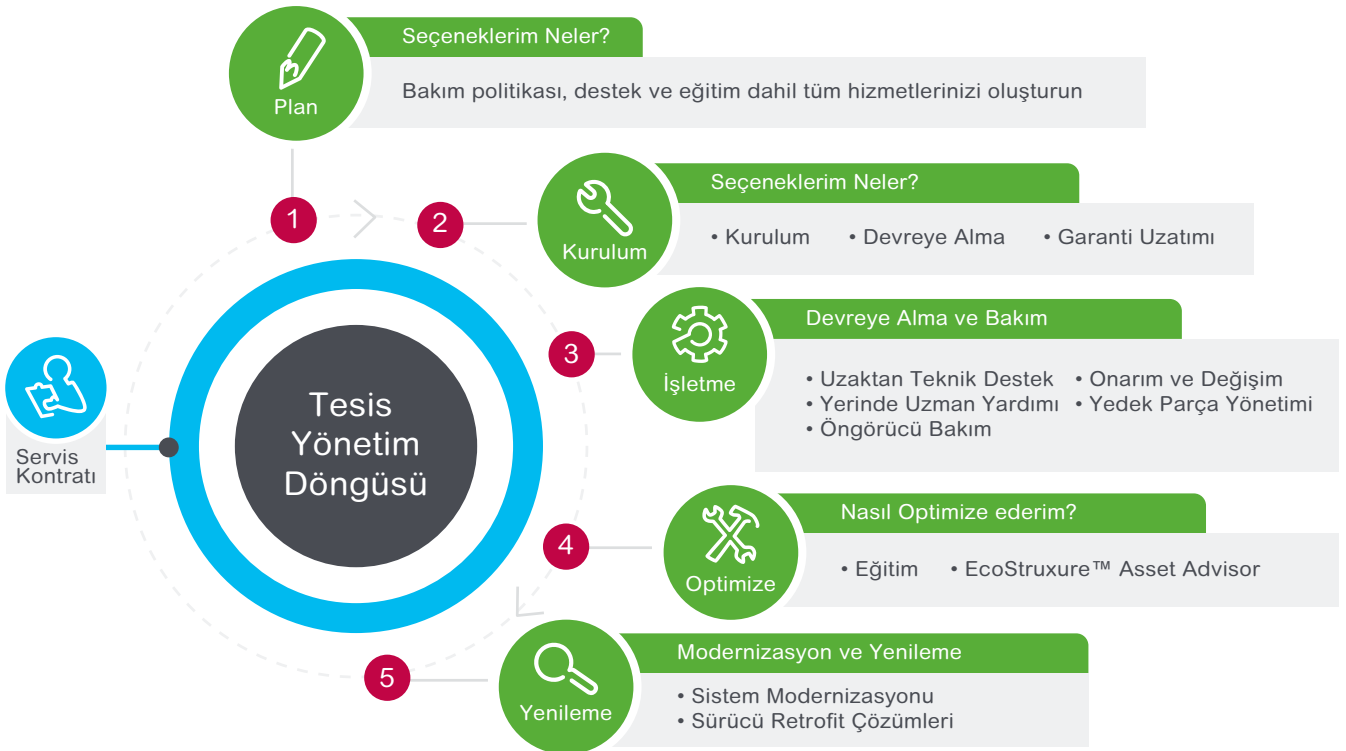 Seçeneklerim Neler?
Bakım politikası, destek ve eğitim dahil tüm hizmetlerinizi oluşturun
Plan
1
2
Seçeneklerim Neler?
• Kurulum • Devreye Alma • Garanti Uzatımı
Kurulum
3
Devreye Alma ve Bakım
İşletme
• Uzaktan Teknik Destek • Onarım ve Değişim
• Yerinde Uzman Yardımı • Yedek Parça Yönetimi
• Öngörücü Bakım
Tesis
Yönetim
Döngüsü
Servis
Kontratı
4
Nasıl Optimize ederim?
• Eğitim • EcoStruxure™ Asset Advisor
Optimize
5
Modernizasyon ve Yenileme
• Sistem Modernizasyonu
• Sürücü Retrofit Çözümleri
Yenileme